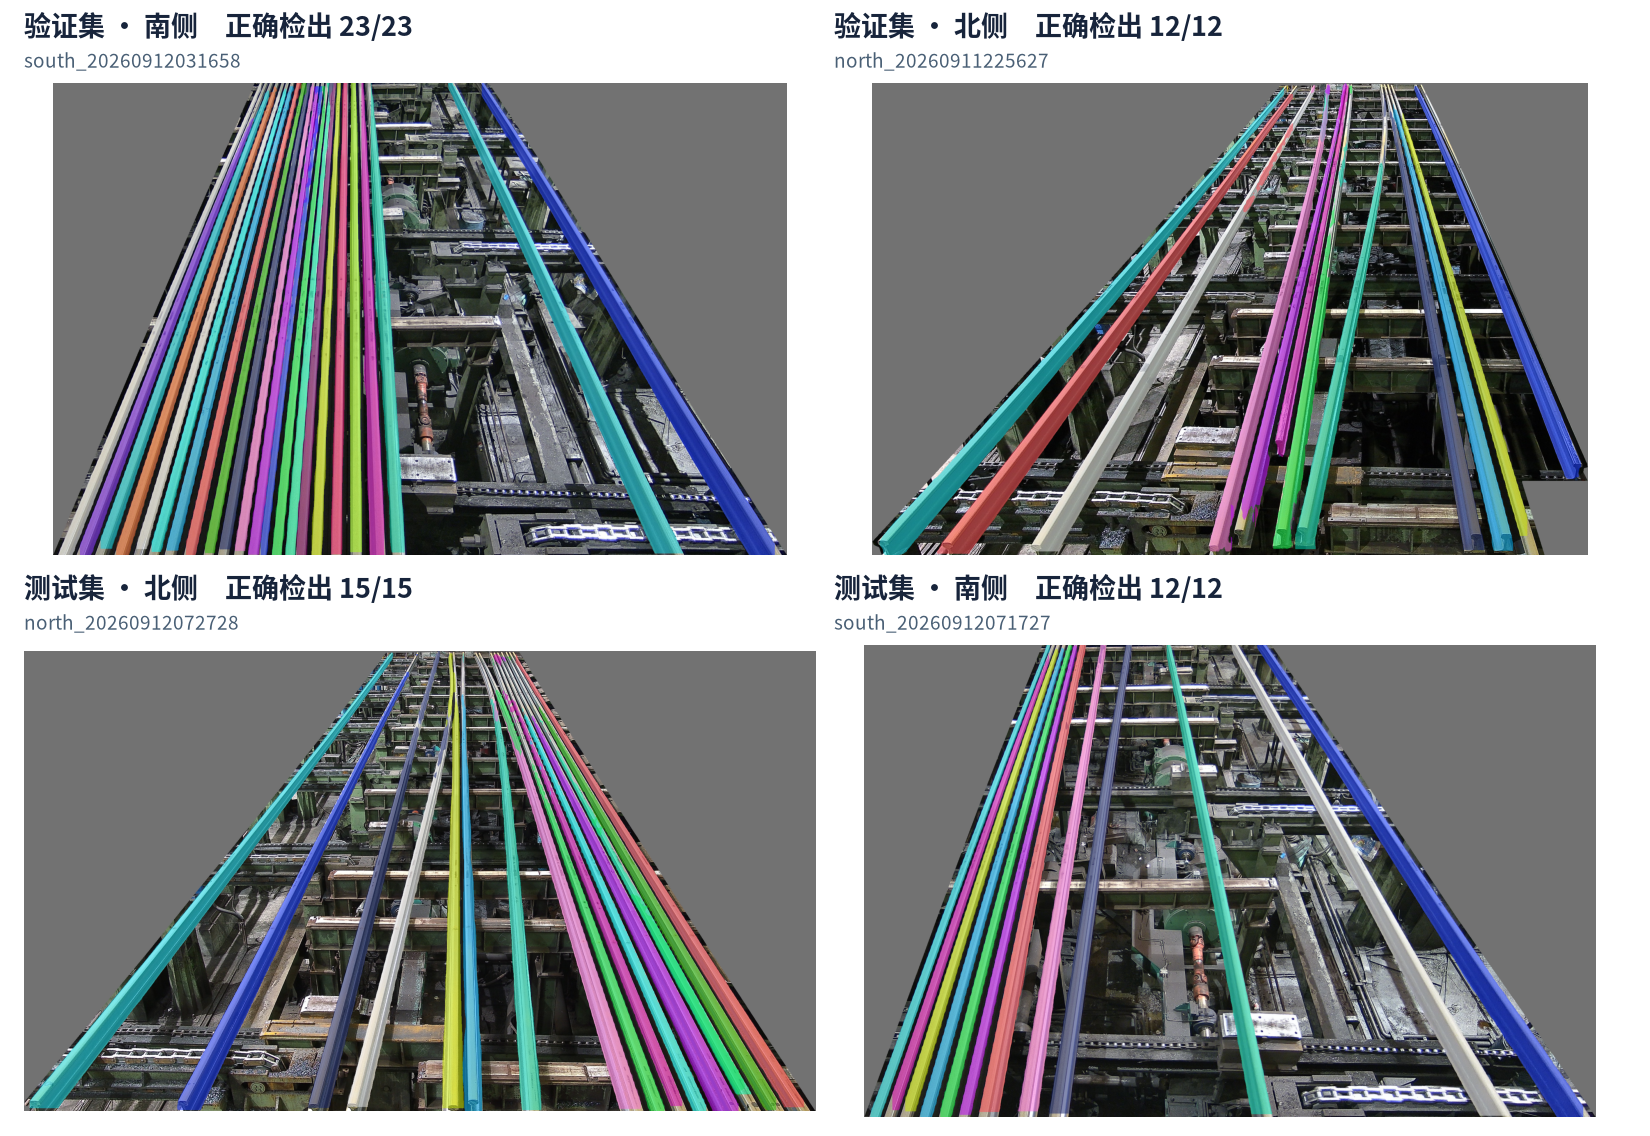 验证集 · 南侧 正确检出 23/23
south_20260912031658
验证集 · 北侧 正确检出 12/12
north_20260911225627
测试集 · 北侧 正确检出 15/15
north_20260912072728
测试集 · 南侧 正确检出 12/12
south_20260912071727